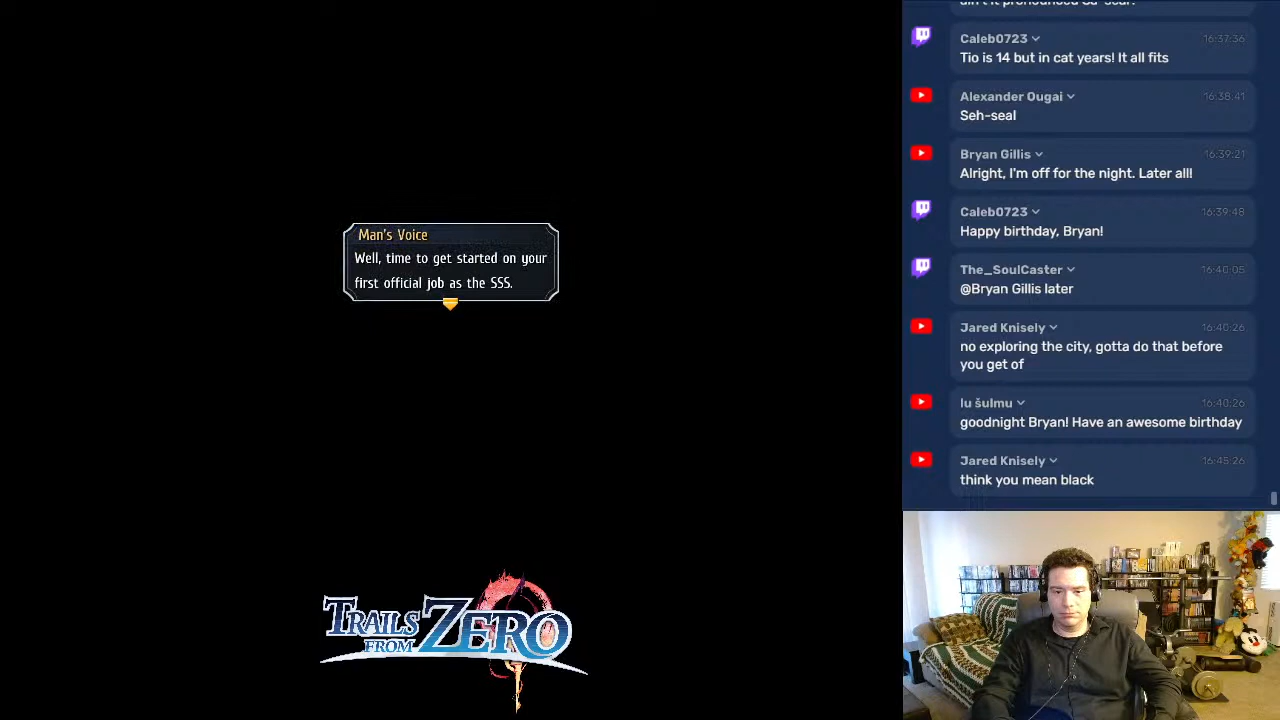 Man's Voice
Well, time to get started on your
first official job as the SSS.
TRAILS
FROM
ZERO
Caleb0723
16:37:36
Tio is 14 but in cat years! It all fits
Alexander Ougai
16:38:41
Seh-seal
Bryan Gillis
16:39:21
Alright, I'm off for the night. Later all!
Caleb0723
16:39:48
Happy birthday, Bryan!
The_SoulCaster
16:40:05
@Bryan Gillis later
Jared Knisely
16:40:26
no exploring the city, gotta do that before
you get of
lu šulmu
16:40:26
goodnight Bryan! Have an awesome birthday
Jared Knisely
16:45:26
think you mean black